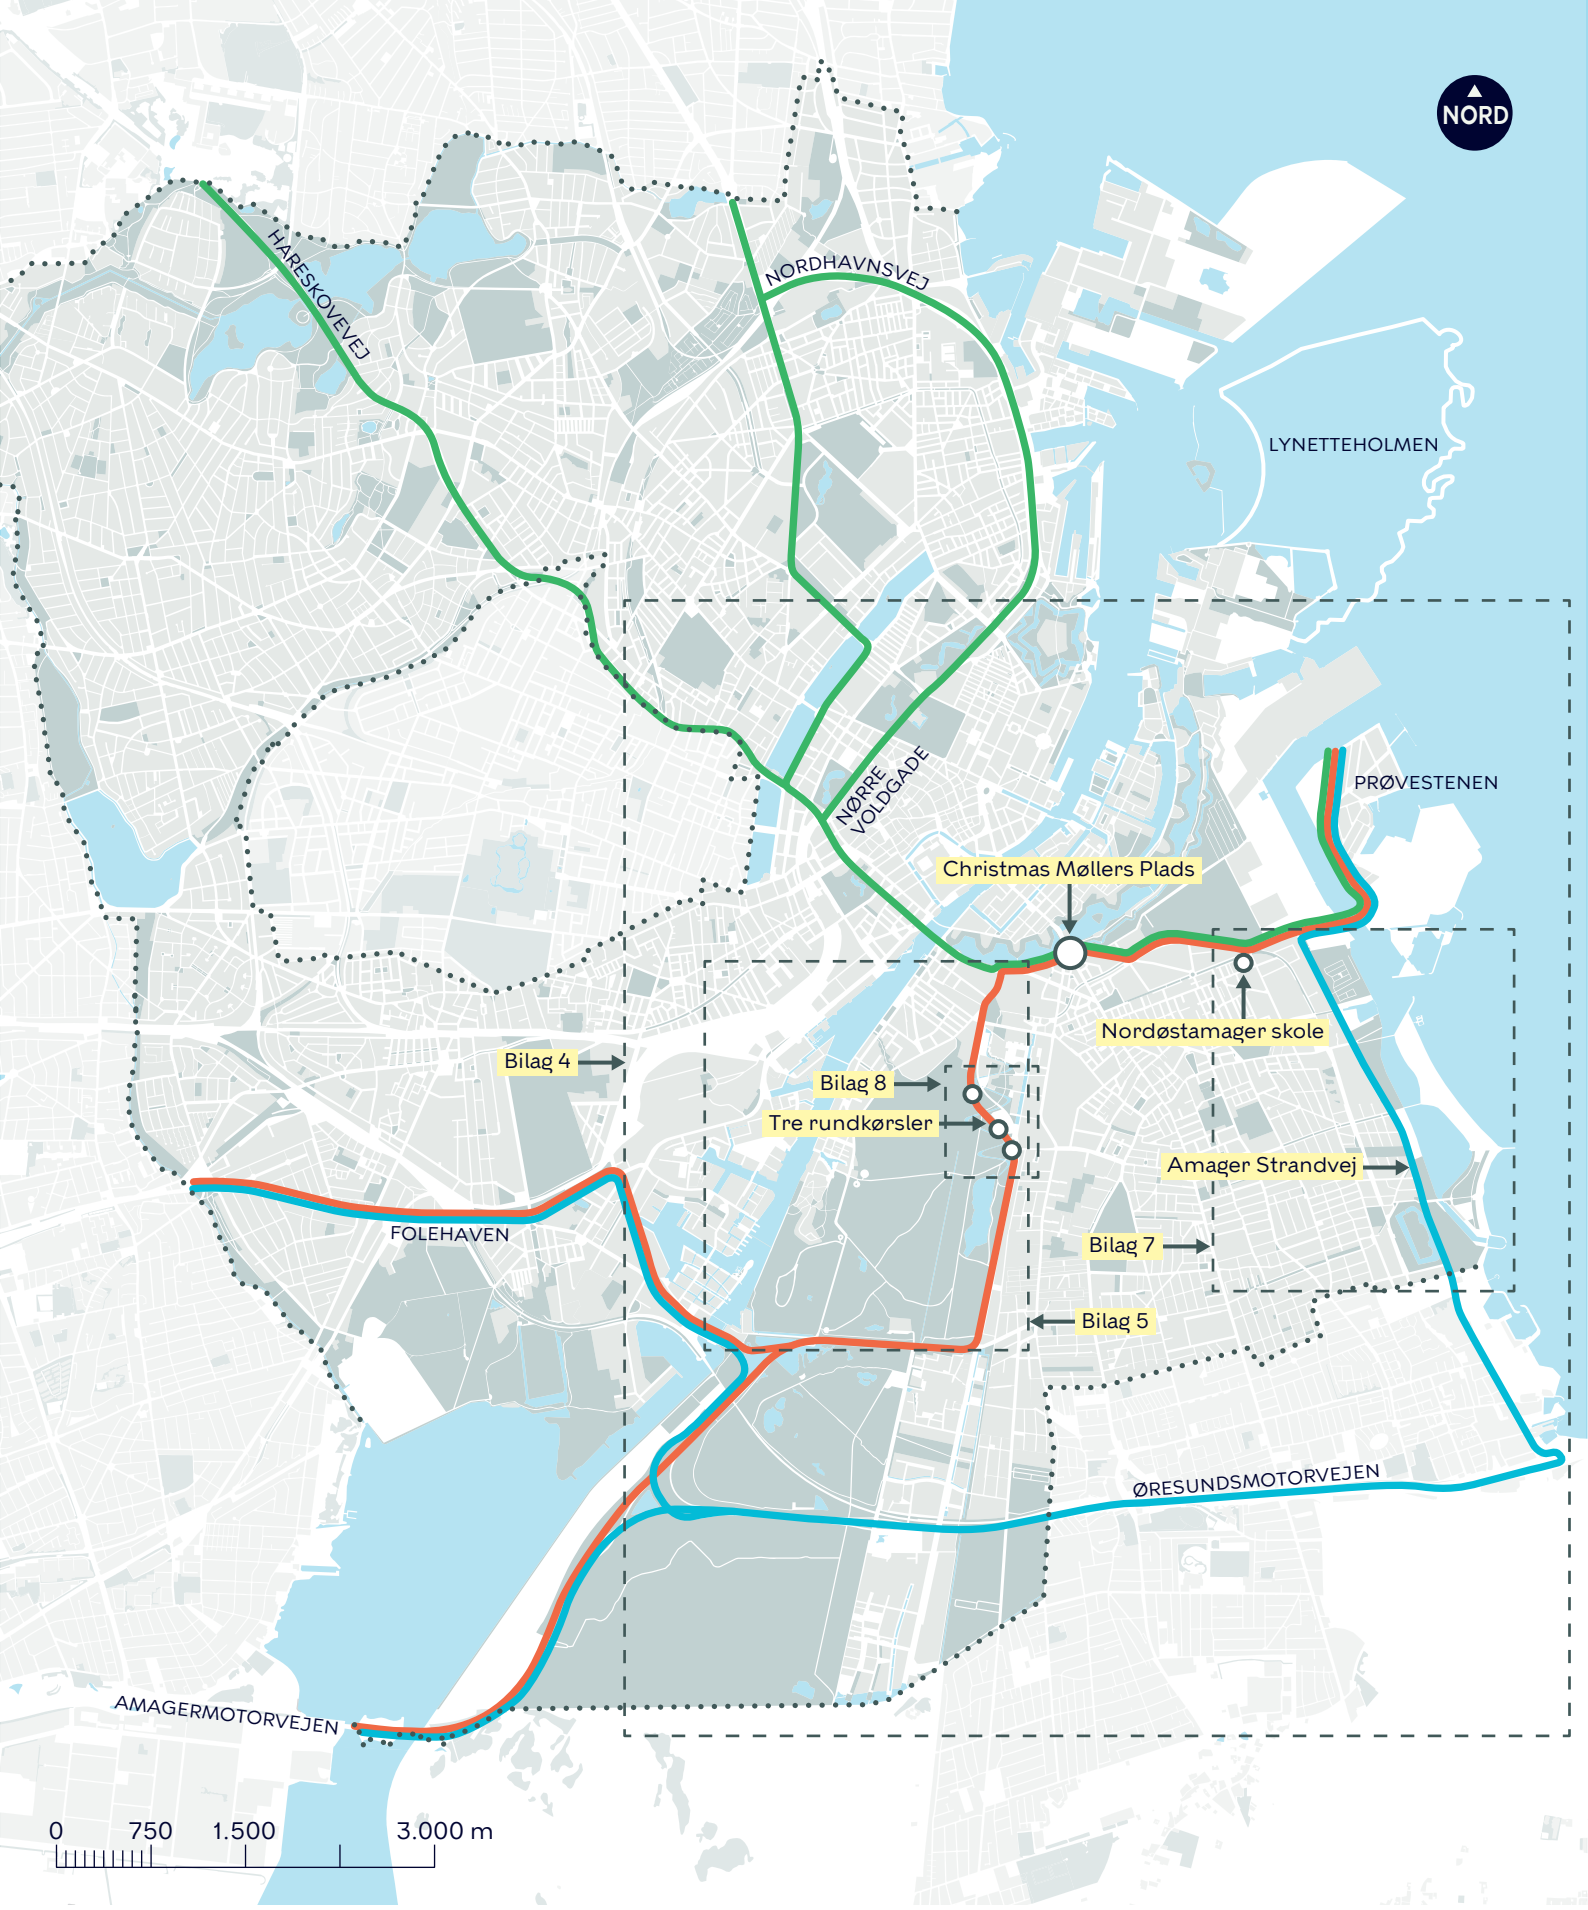 NORD
HARESKOVEVEJ
NORDHAVNSVEJ
LYNETTEHOLMEN
NØRRE
VOLDGADE
PRØVESTENEN
Christmas Møllers Plads
Nordøstamager skole
Bilag 4
Bilag 8
Tre rundkørsler
Amager Strandvej
FOLEHAVEN
Bilag 7
Bilag 5
ØRESUNDSMOTORVEJEN
AMAGERMOTORVEJEN
0 750 1.500 3.000 m